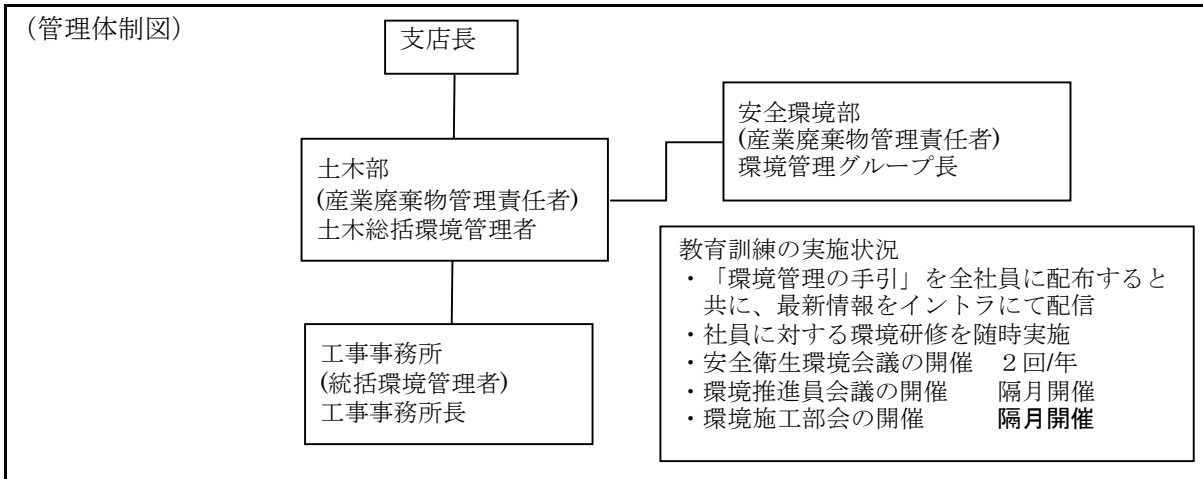 （管理体制図）
支店長
安全環境部
(産業廃棄物管理責任者)
環境管理グループ長
土木部
(産業廃棄物管理責任者)
土木総括環境管理者
教育訓練の実施状況
・「環境管理の手引」を全社員に配布すると
共に、最新情報をイントラにて配信
・社員に対する環境研修を随時実施
・安全衛生環境会議の開催　２回/年
・環境推進員会議の開催　　隔月開催
・環境施工部会の開催　　　隔月開催
工事事務所
(統括環境管理者)
工事事務所長